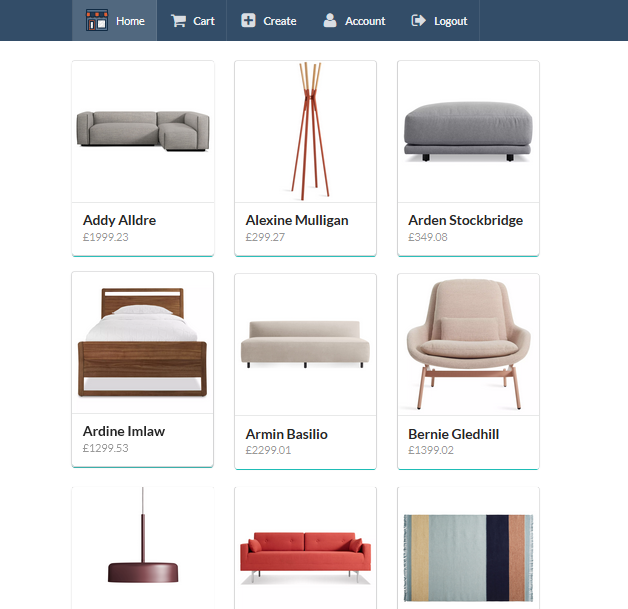 Home Cart Create Account Logout
Addy Alldre
£1999.23
Alexine Mulligan
£299.27
Arden Stockbridge
£349.08
Ardine Imlaw
£1299.53
Armin Basilio
£2299.01
Bernie Gledhill
£1399.02